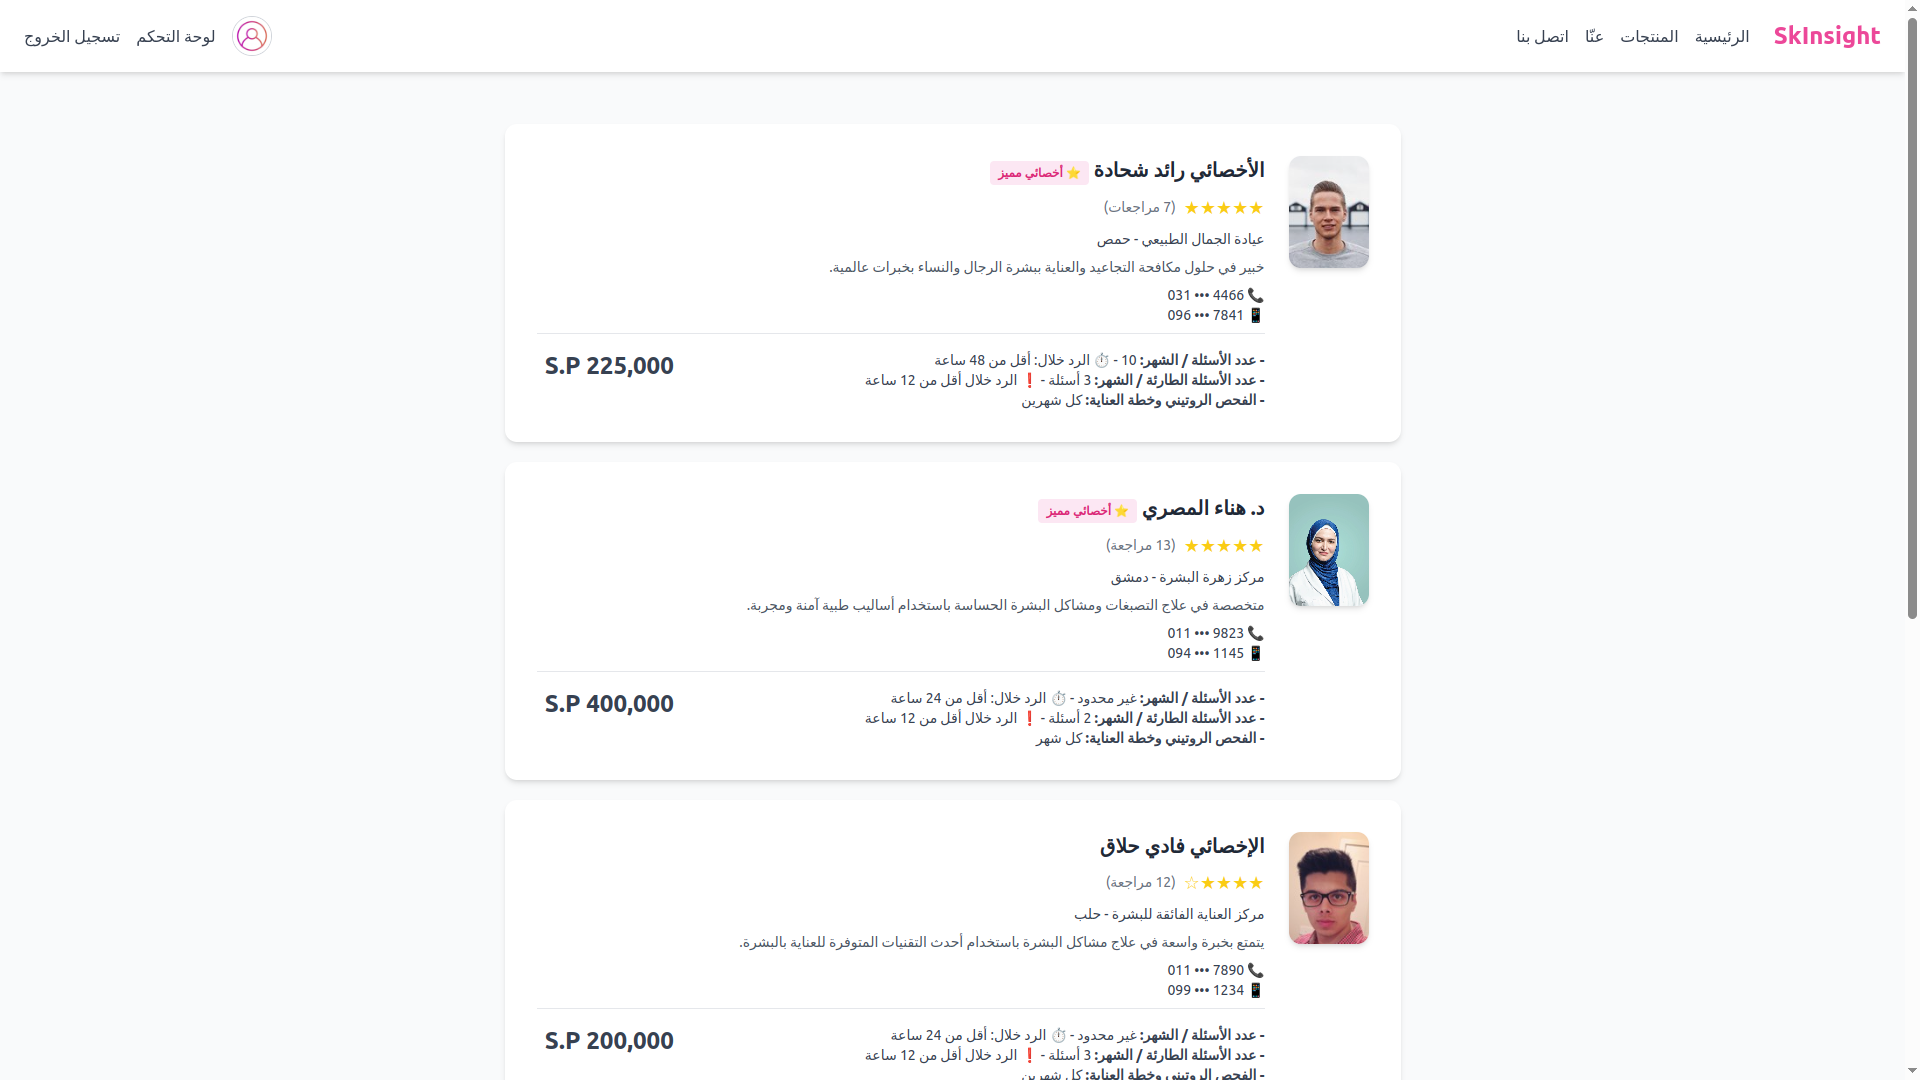 SkInsight
الرئيسية
المنتجات
عنّا
اتصل بنا
لوحة التحكم
تسجيل الخروج
الأخصائي رائد شحادة ⭐ أخصائي مميز
★★★★★ (7 مراجعات)
عيادة الجمال الطبيعي - حمص
خبير في حلول مكافحة التجاعيد والعناية ببشرة الرجال والنساء بخبرات عالمية.
📞 031 ••• 4466
📱 096 ••• 7841
- عدد الأسئلة / الشهر: 10 - ⏱️ الرد خلال: أقل من 48 ساعة
- عدد الأسئلة الطارئة / الشهر: 3 أسئلة - ❗ الرد خلال أقل من 12 ساعة
- الفحص الروتيني وخطة العناية: كل شهرين
S.P 225,000
د. هناء المصري ⭐ أخصائي مميز
★★★★★ (13 مراجعة)
مركز زهرة البشرة - دمشق
متخصصة في علاج التصبغات ومشاكل البشرة الحساسة باستخدام أساليب طبية آمنة ومجربة.
📞 011 ••• 9823
📱 094 ••• 1145
- عدد الأسئلة / الشهر: غير محدود - ⏱️ الرد خلال: أقل من 24 ساعة
- عدد الأسئلة الطارئة / الشهر: 2 أسئلة - ❗ الرد خلال أقل من 12 ساعة
- الفحص الروتيني وخطة العناية: كل شهر
S.P 400,000
الإخصائي فادي حلاق
★★★★☆ (12 مراجعة)
مركز العناية الفائقة للبشرة - حلب
يتمتع بخبرة واسعة في علاج مشاكل البشرة باستخدام أحدث التقنيات المتوفرة للعناية بالبشرة.
📞 011 ••• 7890
📱 099 ••• 1234
- عدد الأسئلة / الشهر: غير محدود - ⏱️ الرد خلال: أقل من 24 ساعة
- عدد الأسئلة الطارئة / الشهر: 3 أسئلة - ❗ الرد خلال أقل من 12 ساعة
- الفحص الروتيني وخطة العناية: كل شهرين
S.P 200,000